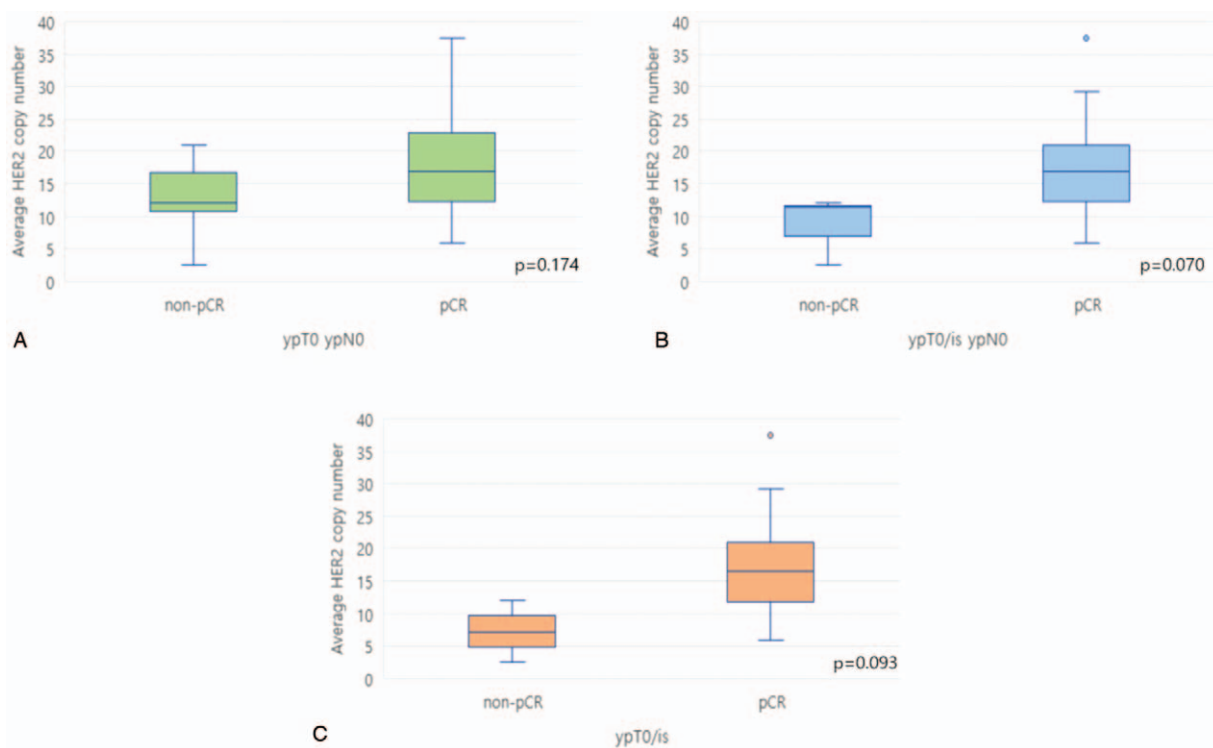 Average HER2 copy number
40
35
30
25
20
15
10
5
0
non-pCR
pCR
p=0.174
ypT0 ypN0
A
Average HER2 copy number
40
35
30
25
20
15
10
5
0
non-pCR
pCR
p=0.070
ypT0/is ypN0
B
Average HER2 copy number
40
35
30
25
20
15
10
5
0
non-pCR
pCR
p=0.093
ypT0/is
C